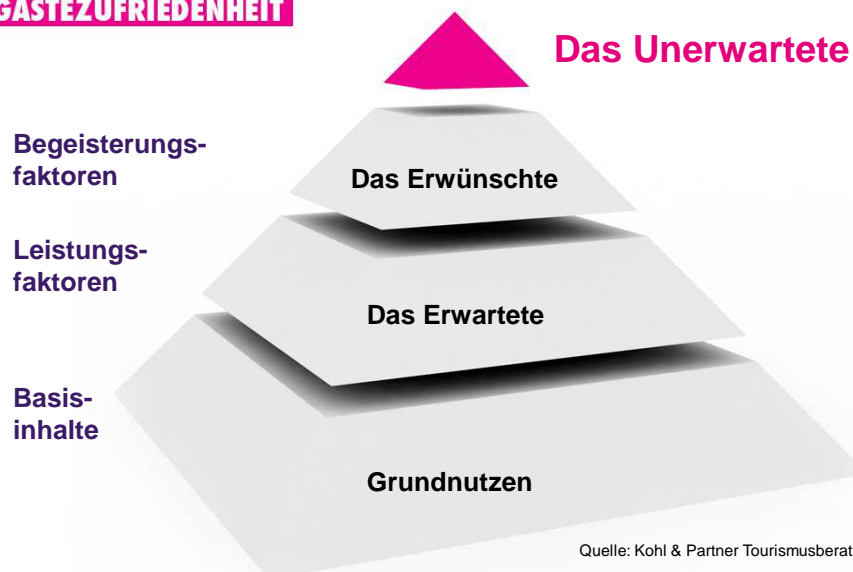 GÄSTEZUFRIEDENHEIT
Das Unerwartete
Begeisterungs-
faktoren
Das Erwünschte
Leistungs-
faktoren
Das Erwartete
Basis-
inhalte
Grundnutzen
Quelle: Kohl & Partner Tourismusberat